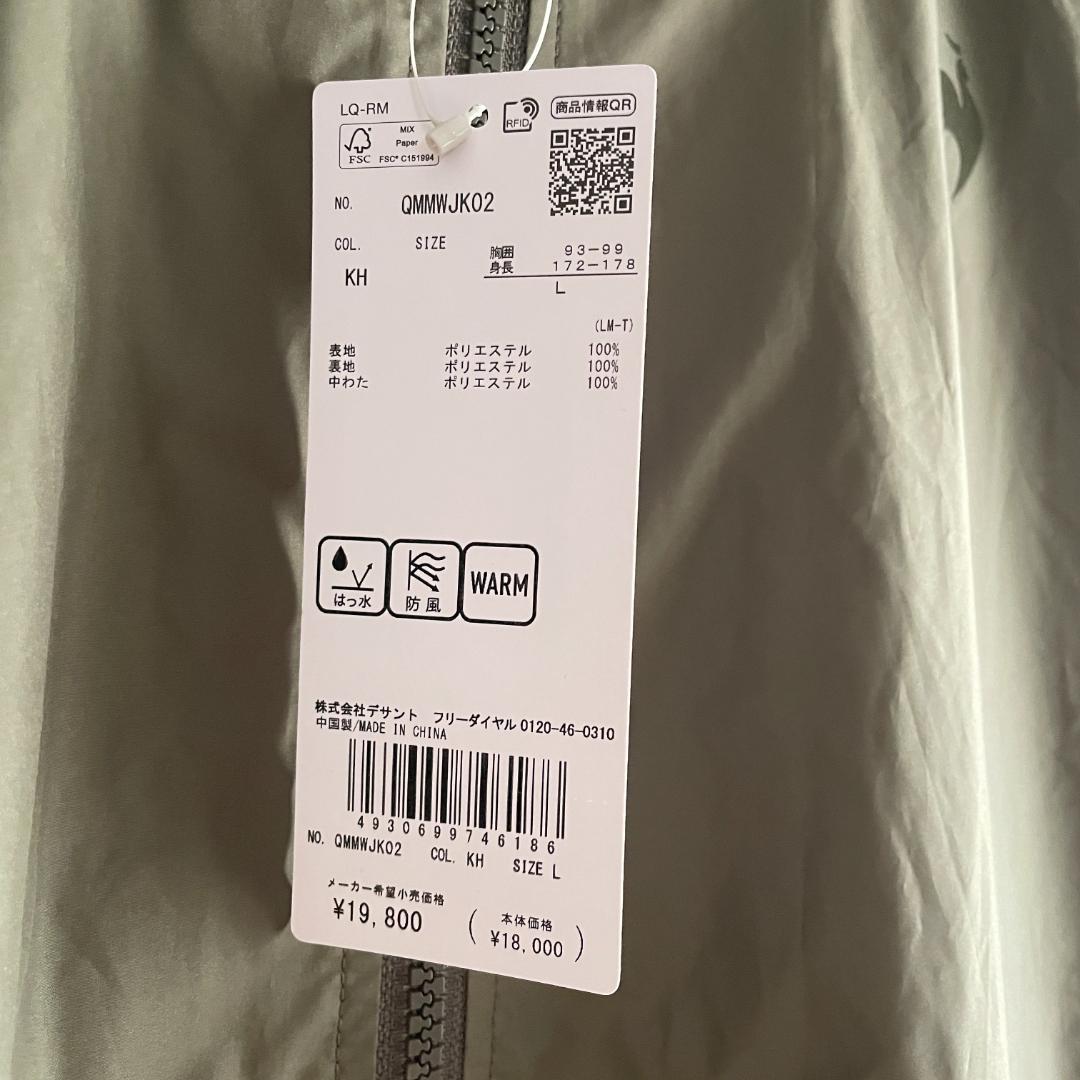 LQ-RM
RFID
商品情報QR
MIX
Paper
FSC
FSC® C151994
NO. QMMWJK02
COL. SIZE
胸囲 93-99
身長 172-178
KH
L
(LM-T)
表地 ポリエステル 100%
裏地 ポリエステル 100%
中わた ポリエステル 100%
はっ水
防風
WARM
株式会社デサント フリーダイヤル 0120-46-0310
中国製/MADE IN CHINA
4930699746186
NO. QMMWJK02 COL. KH SIZE L
メーカー希望小売価格
¥19,800
( 本体価格
¥18,000 )